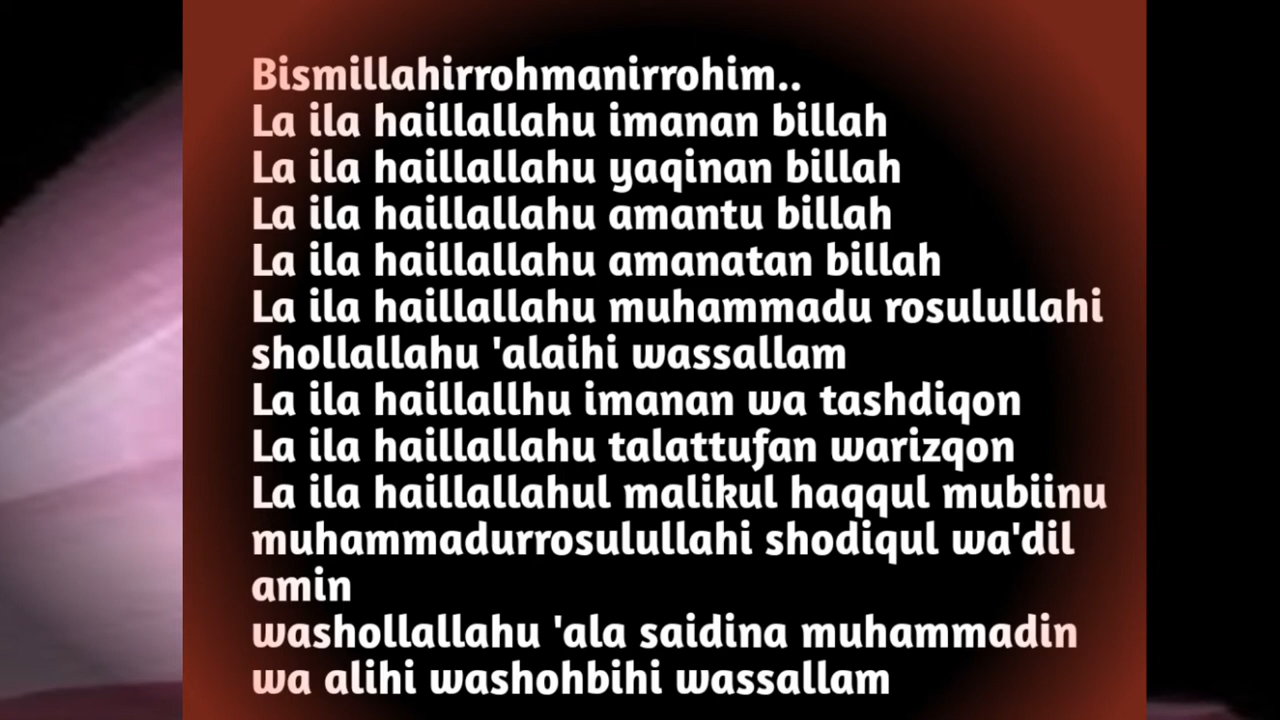 Bismillahirrohmanirrohim..
La ila haillallahu imanan billah
La ila haillallahu yaqinan billah
La ila haillallahu amantu billah
La ila haillallahu amanatan billah
La ila haillallahu muhammadu rosulullahi
shollallahu 'alaihi wassallam
La ila haillallhu imanan wa tashdiqon
La ila haillallahu talattufan warizqon
La ila haillallahul malikul haqqul mubiinu
muhammadurrosulullahi shodiqul wa'dil
amin
washollallahu 'ala saidina muhammadin
wa alihi washohbihi wassallam